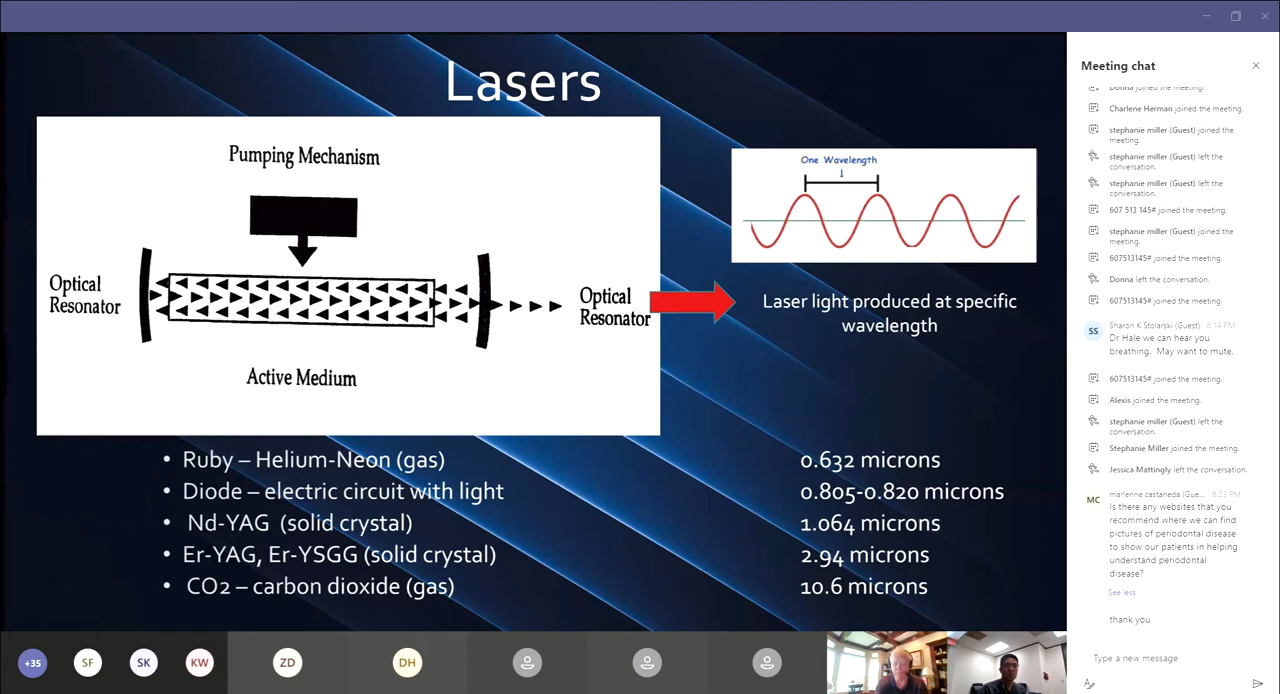 Lasers
Pumping Mechanism
Optical
Resonator
Optical
Resonator
Active Medium
One Wavelength
Laser light produced at specific
wavelength
• Ruby – Helium-Neon (gas) 0.632 microns
• Diode – electric circuit with light 0.805-0.820 microns
• Nd-YAG (solid crystal) 1.064 microns
• Er-YAG, Er-YSGG (solid crystal) 2.94 microns
• CO2 – carbon dioxide (gas) 10.6 microns
+35
SF
SK
KW
ZD
DH
Meeting chat
Donna joined the meeting.
Charlene Herman joined the meeting.
stephanie miller (Guest) joined the
meeting.
stephanie miller (Guest) left the
conversation.
stephanie miller (Guest) left the
conversation.
607 513 145# joined the meeting.
stephanie miller (Guest) joined the
meeting.
607513145# joined the meeting.
Donna left the conversation.
607513145# joined the meeting.
SS
Sharon K Stolarski (Guest) 6:14 PM
Dr Hale we can hear you
breathing. May want to mute.
607513145# joined the meeting.
Alexis joined the meeting.
stephanie miller (Guest) left the
conversation.
Stephanie Miller joined the meeting.
Jessica Mattingly left the conversation.
MC
marlenne castaneda (Gue... 6:23 PM
Is there any websites that you
recommend where we can find
pictures of periodontal disease
to show our patients in helping
understand periodontal
disease?
See less
thank you
Type a new message